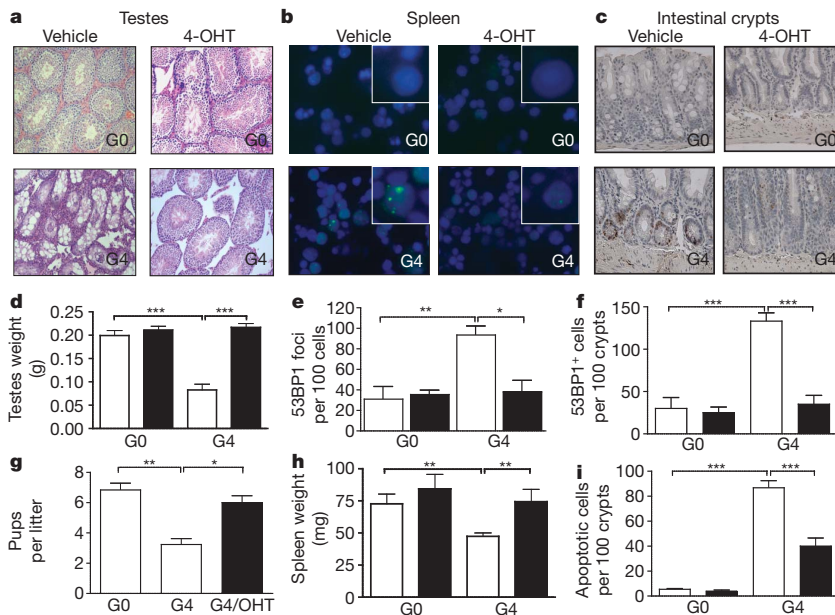 a Testes
Vehicle 4-OHT
G0 G0
G4 G4
b Spleen
Vehicle 4-OHT
G0 G0
G4 G4
c Intestinal crypts
Vehicle 4-OHT
G0 G0
G4 G4
d
Testes weight
(g)
0.25
0.20
0.15
0.10
0.05
0.00
*** ***
G0 G4
e
53BP1 foci
per 100 cells
120
100
80
60
40
20
0
** *
G0 G4
f
53BP1+ cells
per 100 crypts
150
100
50
0
*** ***
G0 G4
g
Pups
per litter
8
6
4
2
0
** *
G0 G4 G4/OHT
h
Spleen weight
(mg)
100
75
50
25
0
** **
G0 G4
i
Apoptotic cells
per 100 crypts
100
80
60
40
20
0
*** ***
G0 G4